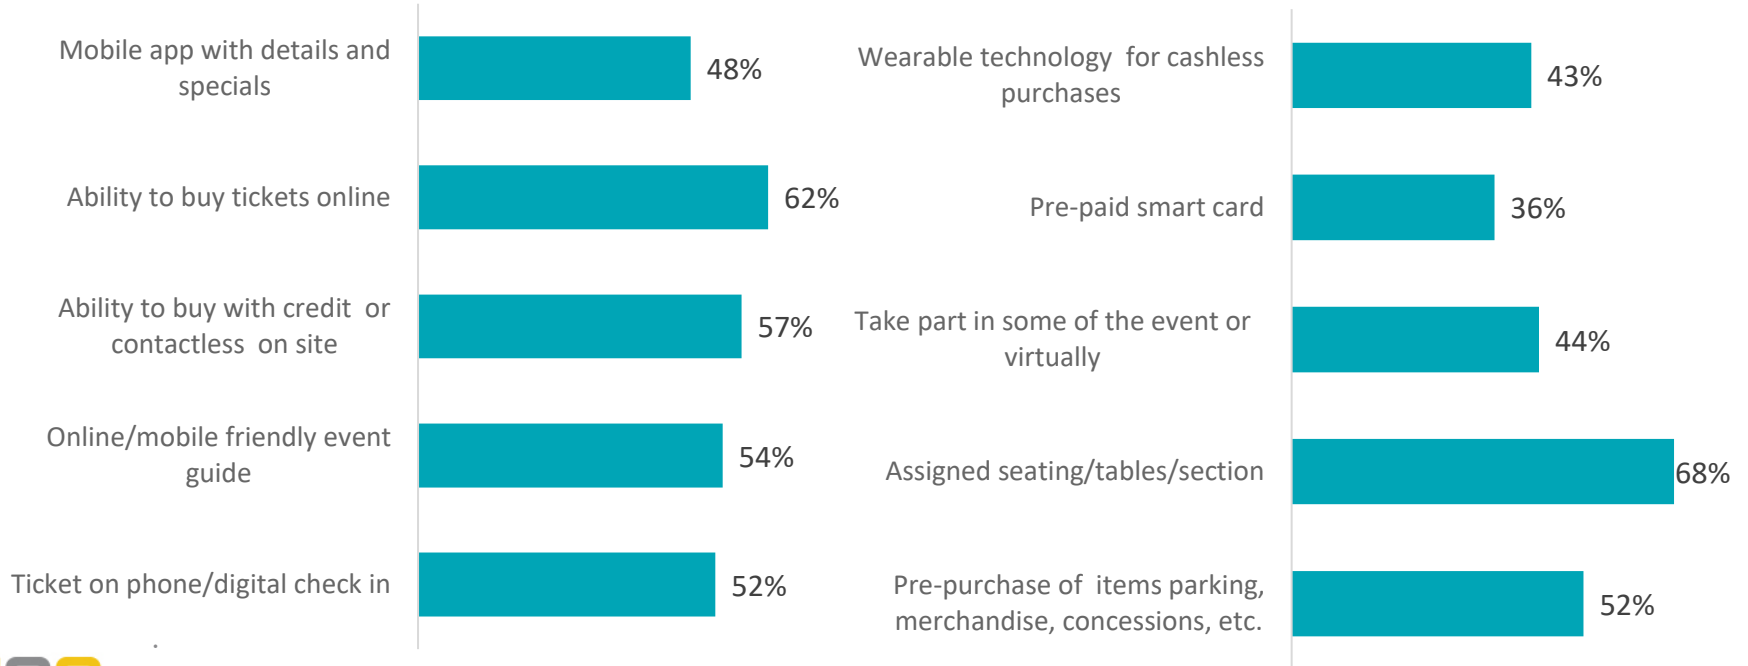 Mobile app with details and
specials
48%
Ability to buy tickets online
62%
Ability to buy with credit or
contactless on site
57%
Online/mobile friendly event
guide
54%
Ticket on phone/digital check in
52%
Wearable technology for cashless
purchases
43%
Pre-paid smart card
36%
Take part in some of the event or
virtually
44%
Assigned seating/tables/section
68%
Pre-purchase of items parking,
merchandise, concessions, etc.
52%
.